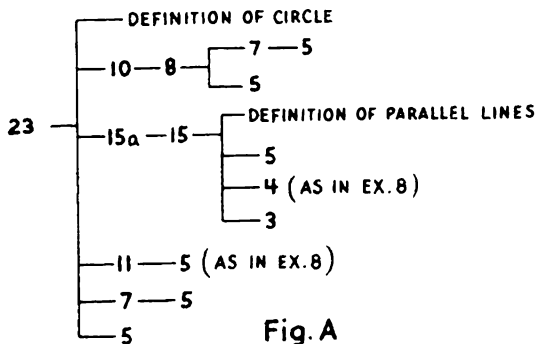 DEFINITION OF CIRCLE
7 5
10 8
5
23
DEFINITION OF PARALLEL LINES
15a 15
5
4 (AS IN EX. 8)
3
11 5 (AS IN EX. 8)
7 5
5
Fig. A